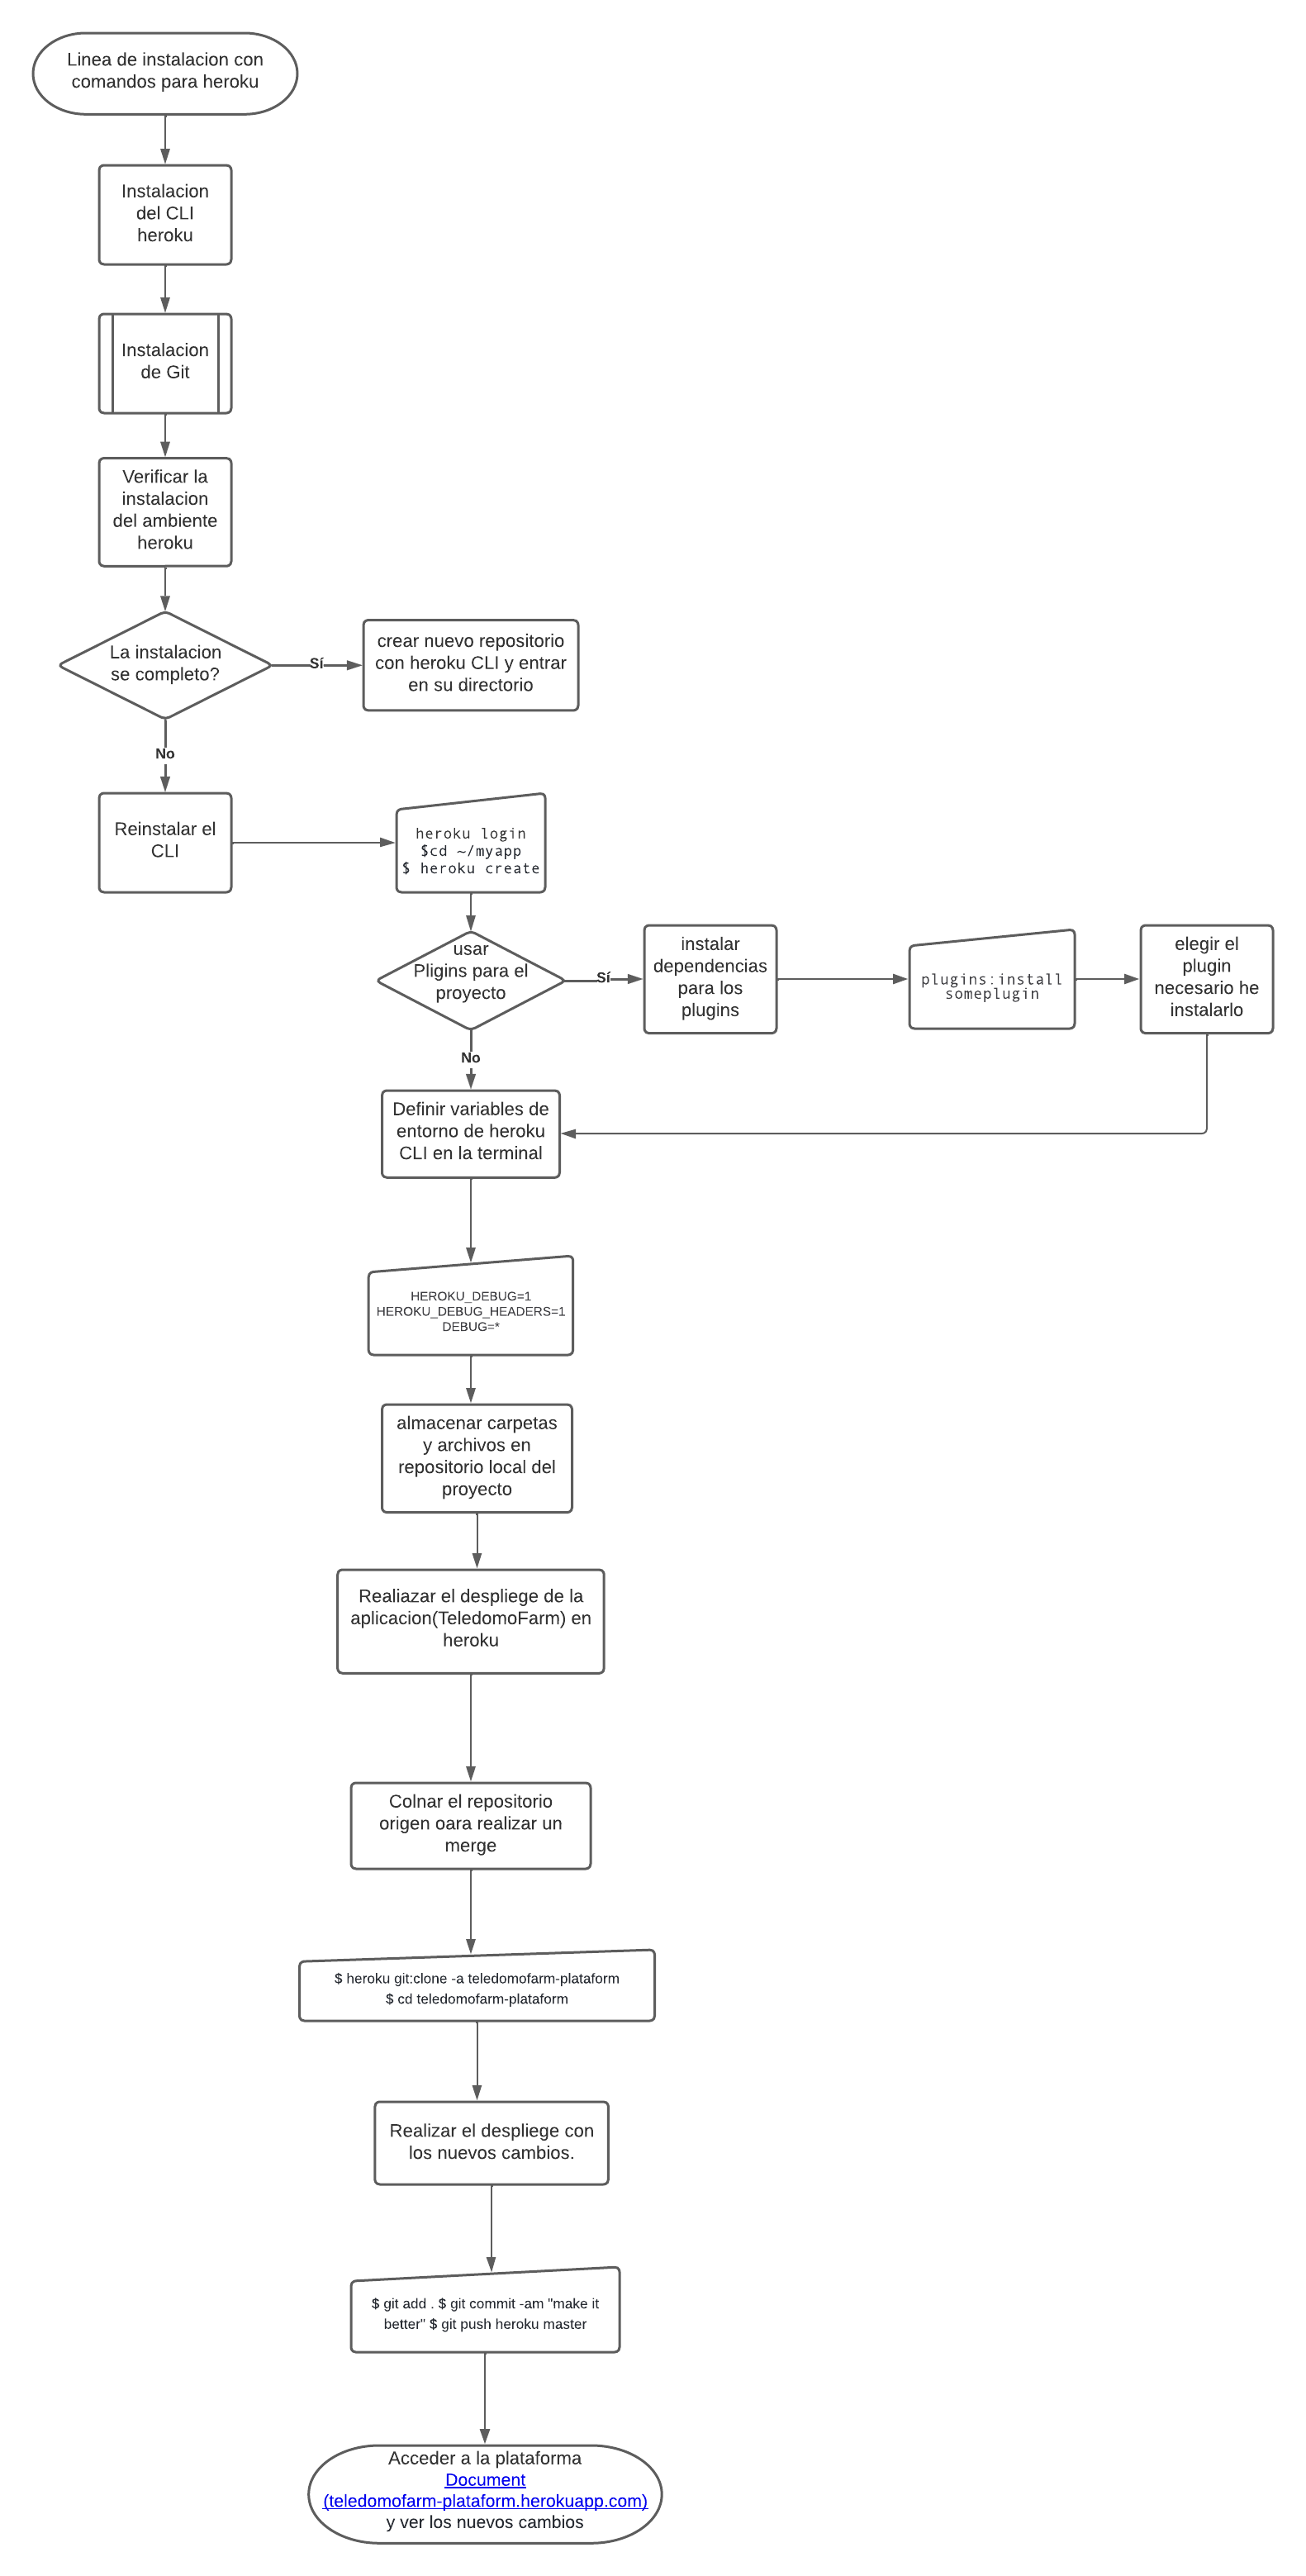 Linea de instalacion con
comandos para heroku
Instalacion
del CLI
heroku
Instalacion
de Git
Verificar la
instalacion
del ambiente
heroku
La instalacion
se completo?
Sí
crear nuevo repositorio
con heroku CLI y entrar
en su directorio
No
Reinstalar el
CLI
heroku login
$cd ~/myapp
$ heroku create
usar
Pligins para el
proyecto
Sí
instalar
dependencias
para los
plugins
plugins:install
someplugin
elegir el
plugin
necesario he
instalarlo
No
Definir variables de
entorno de heroku
CLI en la terminal
HEROKU_DEBUG=1
HEROKU_DEBUG_HEADERS=1
DEBUG=*
almacenar carpetas
y archivos en
repositorio local del
proyecto
Realiazar el despliege de la
aplicacion(TeledomoFarm) en
heroku
Colnar el repositorio
origen oara realizar un
merge
$ heroku git:clone -a teledomofarm-plataform
$ cd teledomofarm-plataform
Realizar el despliege con
los nuevos cambios.
$ git add . $ git commit -am "make it
better" $ git push heroku master
Acceder a la plataforma
Document
(teledomofarm-plataform.herokuapp.com)
y ver los nuevos cambios